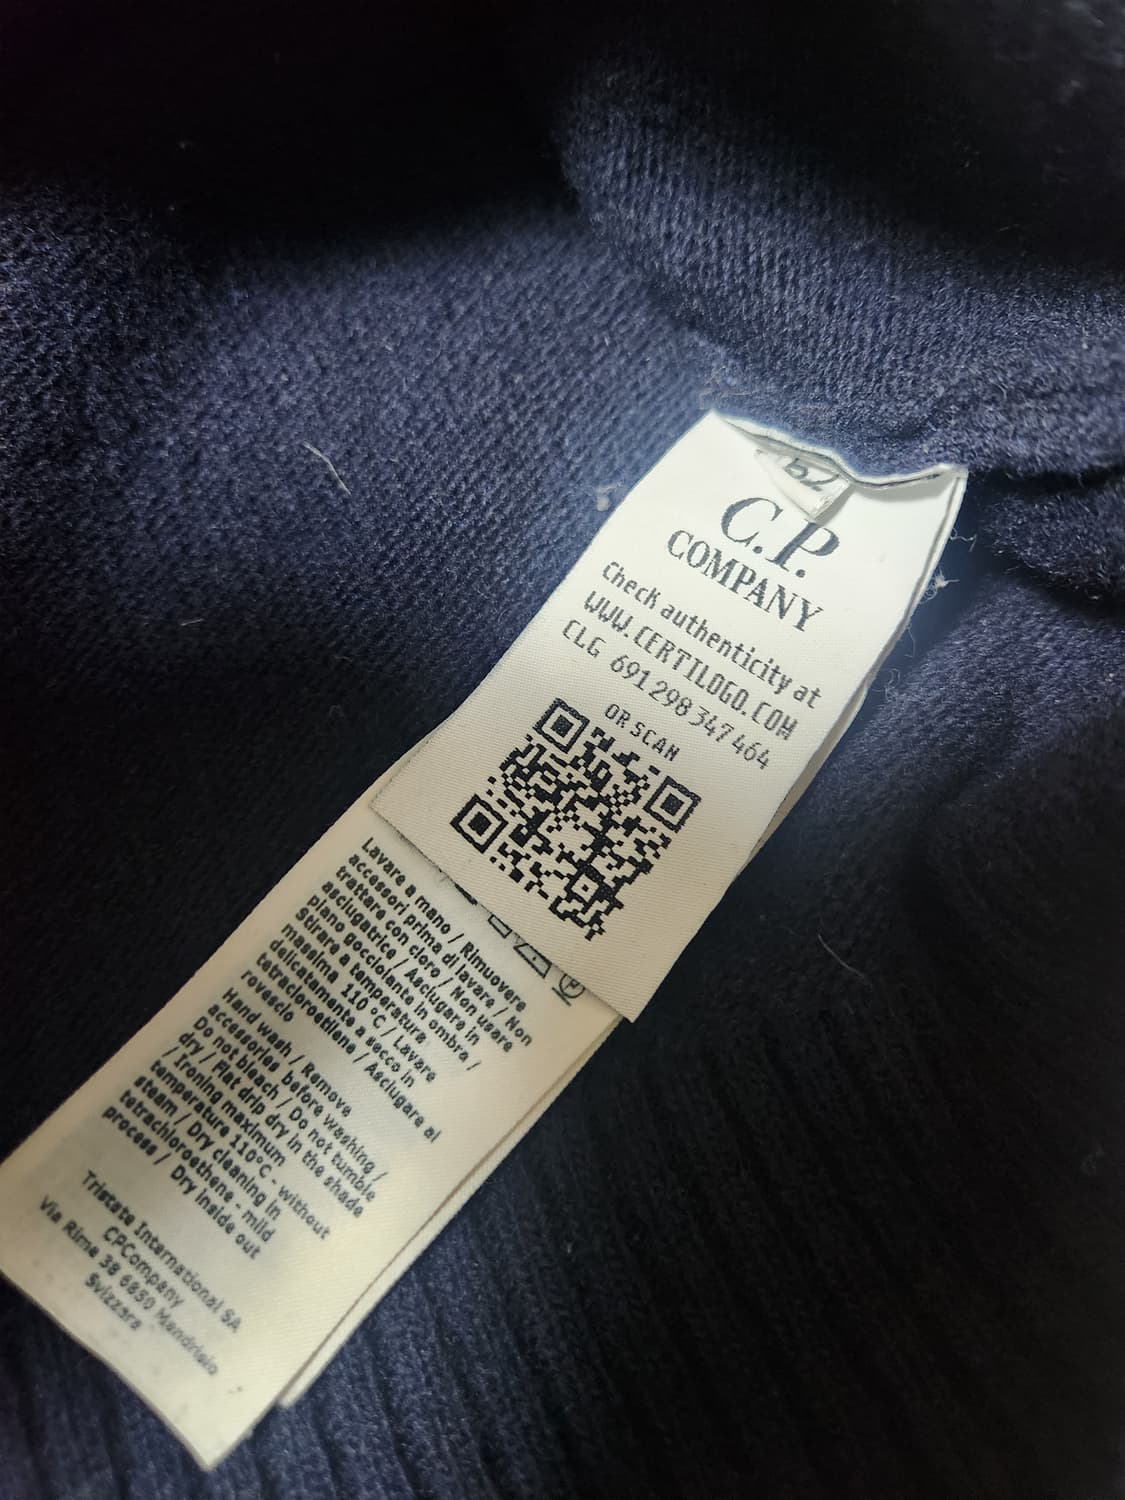 52
C.P.
COMPANY
Check authenticity at
WWW.CERTILOGO.COM
CLG 691 298 347 464
OR SCAN
Lavare a mano / Rimuovere
accessori prima di lavare / Non
trattare con cloro / Non usare
asciugatrice / Asciugare in
piano gocciolante in ombra /
Stirare a temperatura
massima 110°C / Lavare
delicatamente a secco in
tetracloroetilene / Asciugare al
rovescio
Hand wash / Remove
accessories before washing /
Do not bleach / Do not tumble
dry / Flat drip dry in the shade
/ Ironing maximum
temperature 110°C - without
steam / Dry cleaning in
tetrachloroethene - mild
process / Dry inside out
Tristate International SA
CPCompany
Via Rime 38 6850 Mendrisio
Svizzera